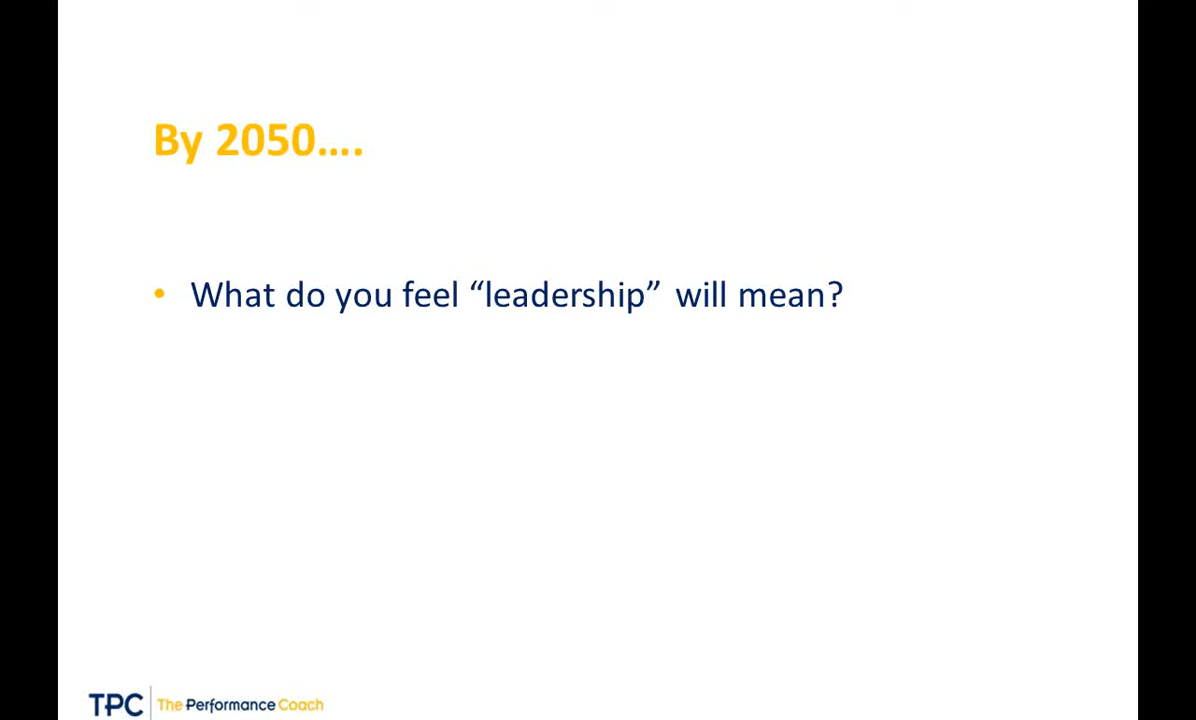 By 2050….
• What do you feel “leadership” will mean?
TPC | The Performance Coach